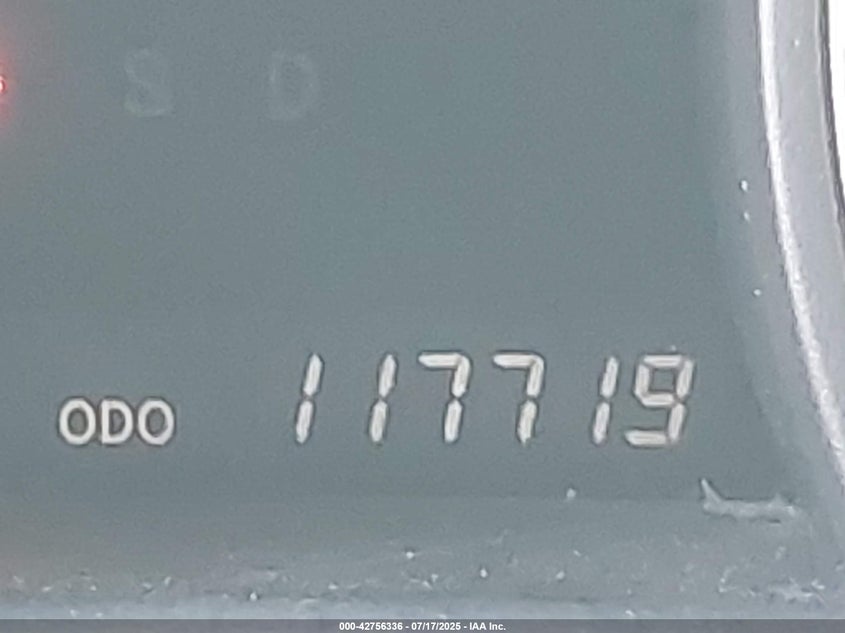 S D
ODO 117719
000-42756336 - 07/17/2025 - IAA Inc.